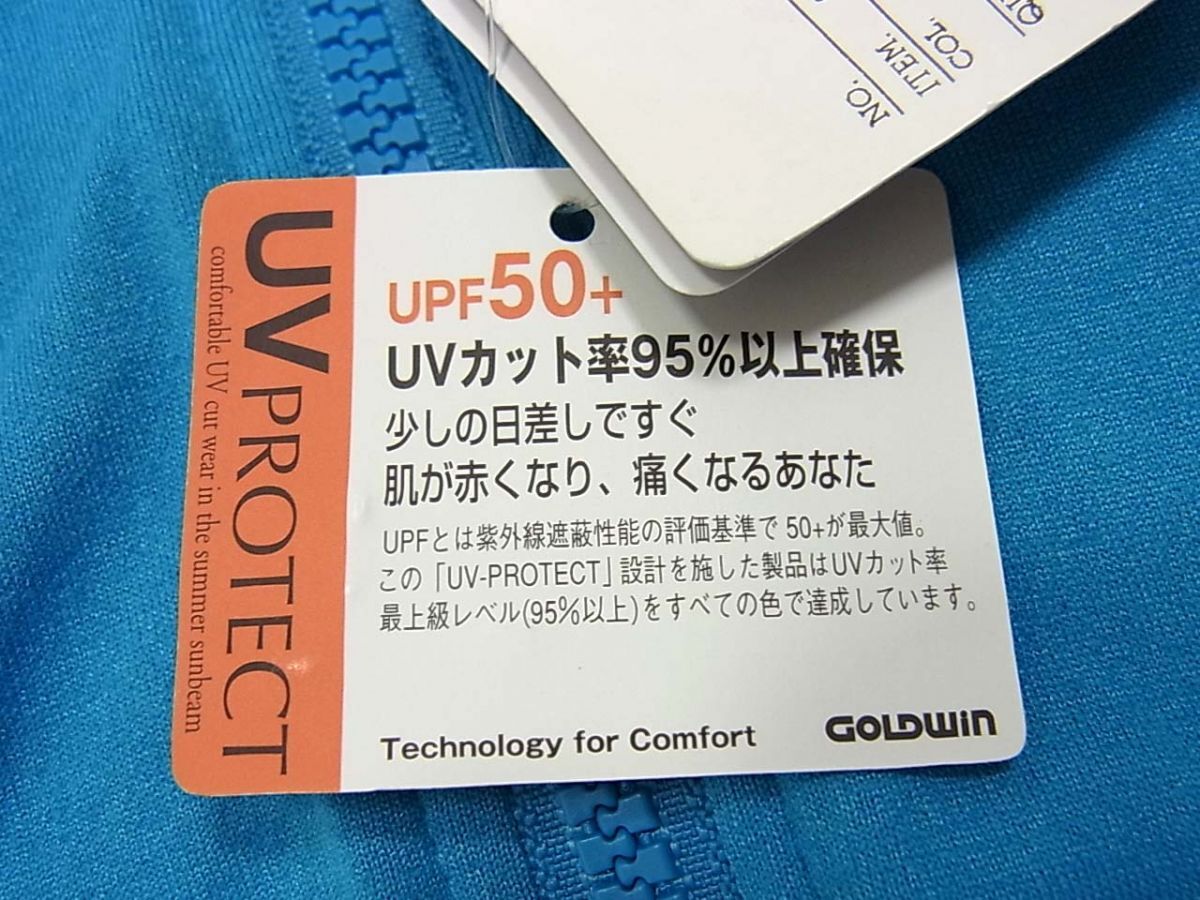 NO.
ITEM.
COL.
UV PROTECT
comfortable UV cut wear in the summer sunbeam
UPF50+
UVカット率95%以上確保
少しの日差しですぐ
肌が赤くなり、痛くなるあなた
UPFとは紫外線遮蔽性能の評価基準で50+が最大値。
この「UV-PROTECT」設計を施した製品はUVカット率
最上級レベル(95%以上)をすべての色で達成しています。
Technology for Comfort
GOLDWIN